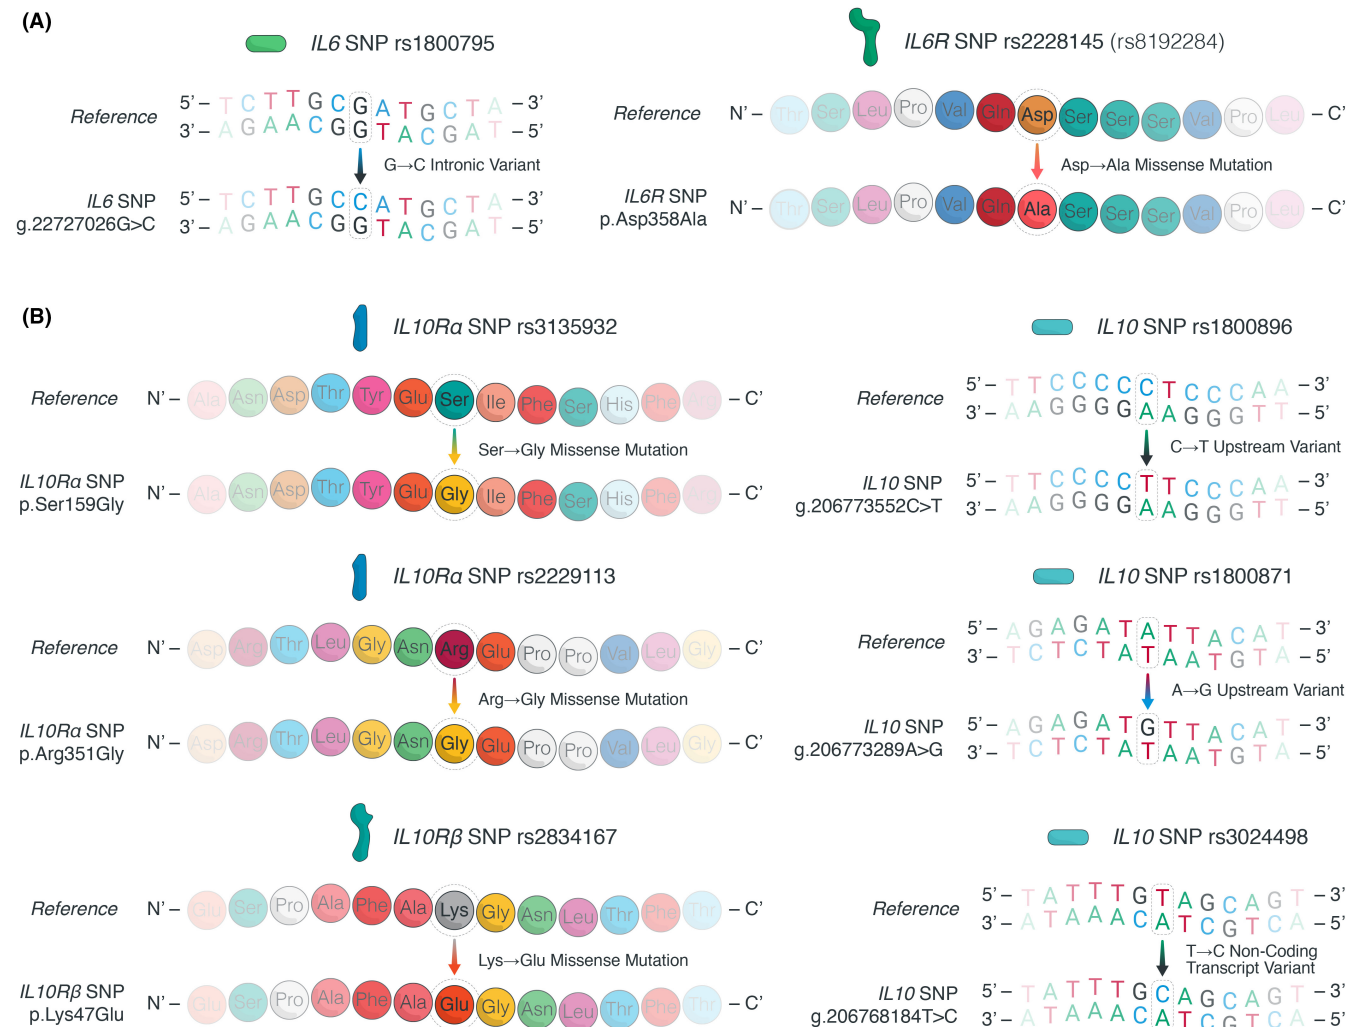 (A)
IL6 SNP rs1800795
Reference
5’ – T C T T G C G A T G C T A – 3’
3’ – A G A A C G G T A C G A T – 5’
G→C Intronic Variant
IL6 SNP
g.22727026G>C
5’ – T C T T G C C A T G C T A – 3’
3’ – A G A A C G G T A C G A T – 5’
IL6R SNP rs2228145 (rs8192284)
Reference
N’ – Thr Ser Leu Pro Val Gln Asp Ser Ser Ser Val Pro Leu – C’
Asp→Ala Missense Mutation
IL6R SNP
p.Asp358Ala
N’ – Thr Ser Leu Pro Val Gln Ala Ser Ser Ser Val Pro Leu – C’
(B)
IL10Rα SNP rs3135932
Reference
N’ – Ala Asn Asp Thr Tyr Glu Ser Ile Phe Ser His Phe Arg – C’
Ser→Gly Missense Mutation
IL10Rα SNP
p.Ser159Gly
N’ – Ala Asn Asp Thr Tyr Glu Gly Ile Phe Ser His Phe Arg – C’
IL10 SNP rs1800896
Reference
5’ – T T C C C C C T C C C A A – 3’
3’ – A A G G G G A A G G G T T – 5’
C→T Upstream Variant
IL10 SNP
g.206773552C>T
5’ – T T C C C C T T C C C A A – 3’
3’ – A A G G G G A A G G G T T – 5’
IL10Rα SNP rs2229113
Reference
N’ – Asp Arg Thr Leu Gly Asn Arg Glu Pro Pro Val Leu Gly – C’
Arg→Gly Missense Mutation
IL10Rα SNP
p.Arg351Gly
N’ – Asp Arg Thr Leu Gly Asn Gly Glu Pro Pro Val Leu Gly – C’
IL10 SNP rs1800871
Reference
5’ – A G A G A T A T T A C A T – 3’
3’ – T C T C T A T A A T G T A – 5’
A→G Upstream Variant
IL10 SNP
g.206773289A>G
5’ – A G A G A T G T T A C A T – 3’
3’ – T C T C T A T A A T G T A – 5’
IL10Rβ SNP rs2834167
Reference
N’ – Glu Ser Pro Ala Phe Ala Lys Gly Asn Leu Thr Phe Thr – C’
Lys→Glu Missense Mutation
IL10Rβ SNP
p.Lys47Glu
N’ – Glu Ser Pro Ala Phe Ala Glu Gly Asn Leu Thr Phe Thr – C’
IL10 SNP rs3024498
Reference
5’ – T A T T T G T A G C A G T – 3’
3’ – A T A A A C A T C G T C A – 5’
T→C Non-Coding
Transcript Variant
IL10 SNP
g.206768184T>C
5’ – T A T T T G C A G C A G T – 3’
3’ – A T A A A C A T C G T C A – 5’